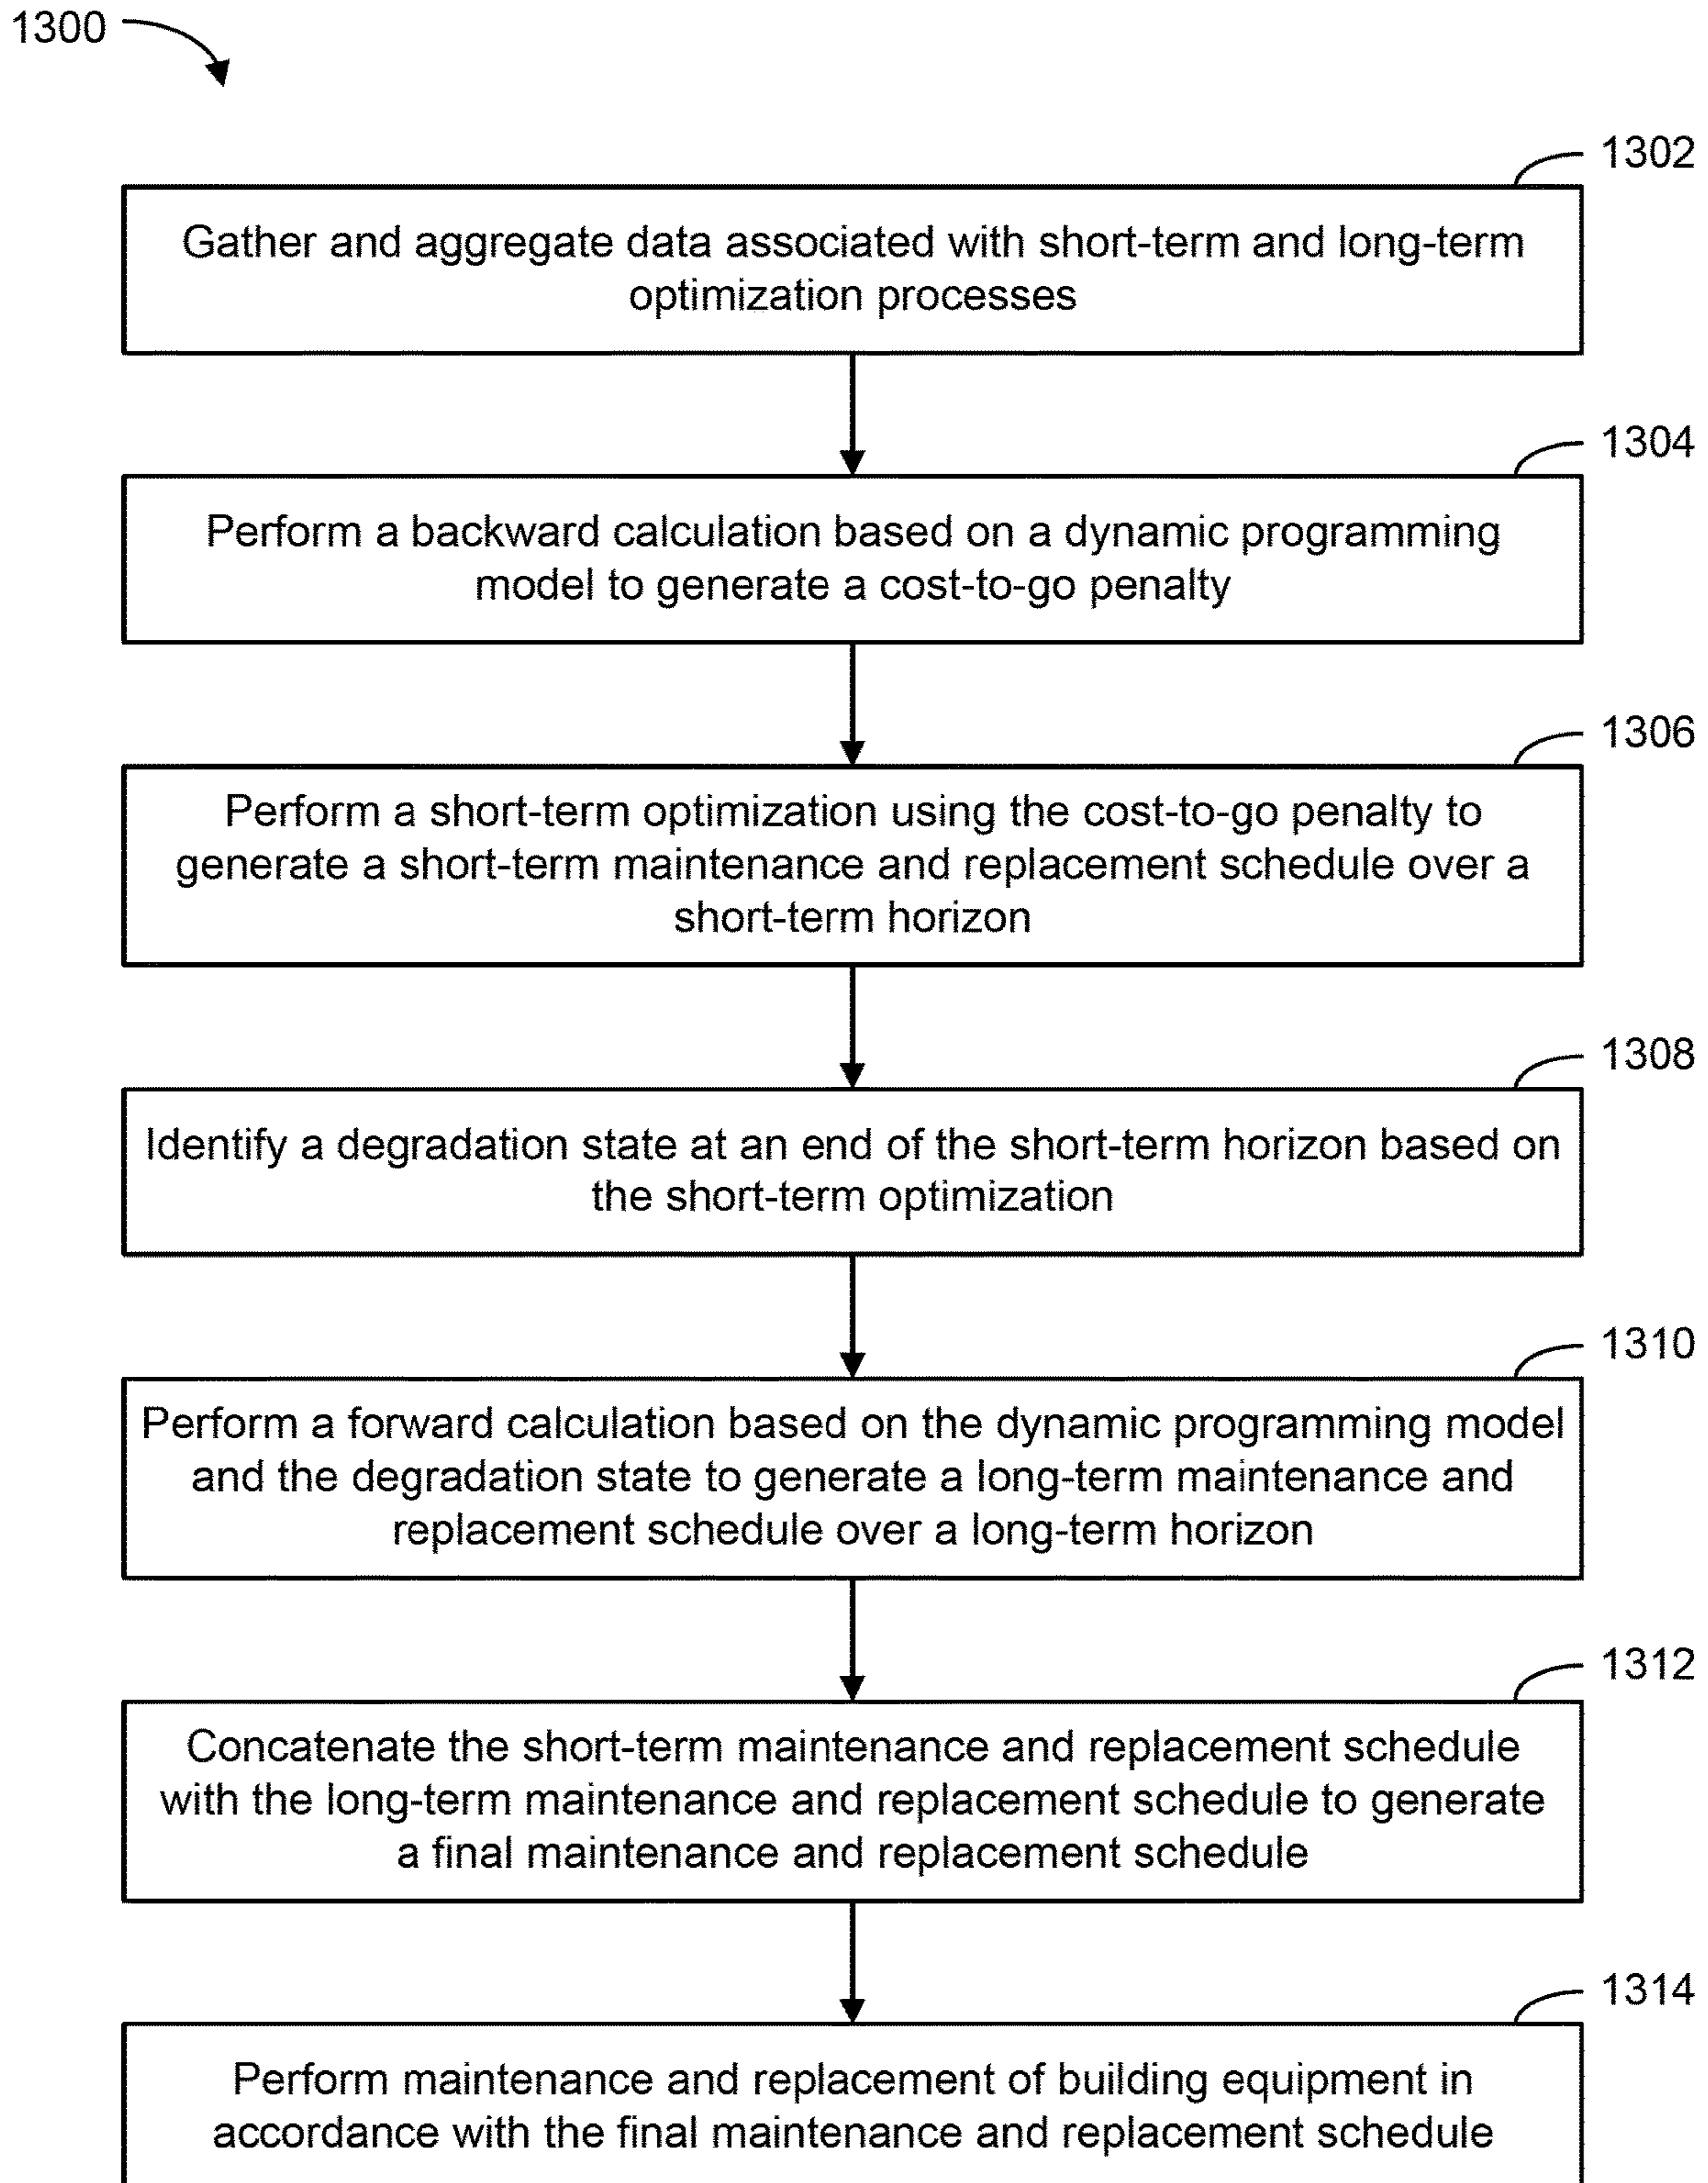 1300
1302
Gather and aggregate data associated with short-term and long-term
optimization processes
1304
Perform a backward calculation based on a dynamic programming
model to generate a cost-to-go penalty
1306
Perform a short-term optimization using the cost-to-go penalty to
generate a short-term maintenance and replacement schedule over a
short-term horizon
1308
Identify a degradation state at an end of the short-term horizon based on
the short-term optimization
1310
Perform a forward calculation based on the dynamic programming model
and the degradation state to generate a long-term maintenance and
replacement schedule over a long-term horizon
1312
Concatenate the short-term maintenance and replacement schedule
with the long-term maintenance and replacement schedule to generate
a final maintenance and replacement schedule
1314
Perform maintenance and replacement of building equipment in
accordance with the final maintenance and replacement schedule